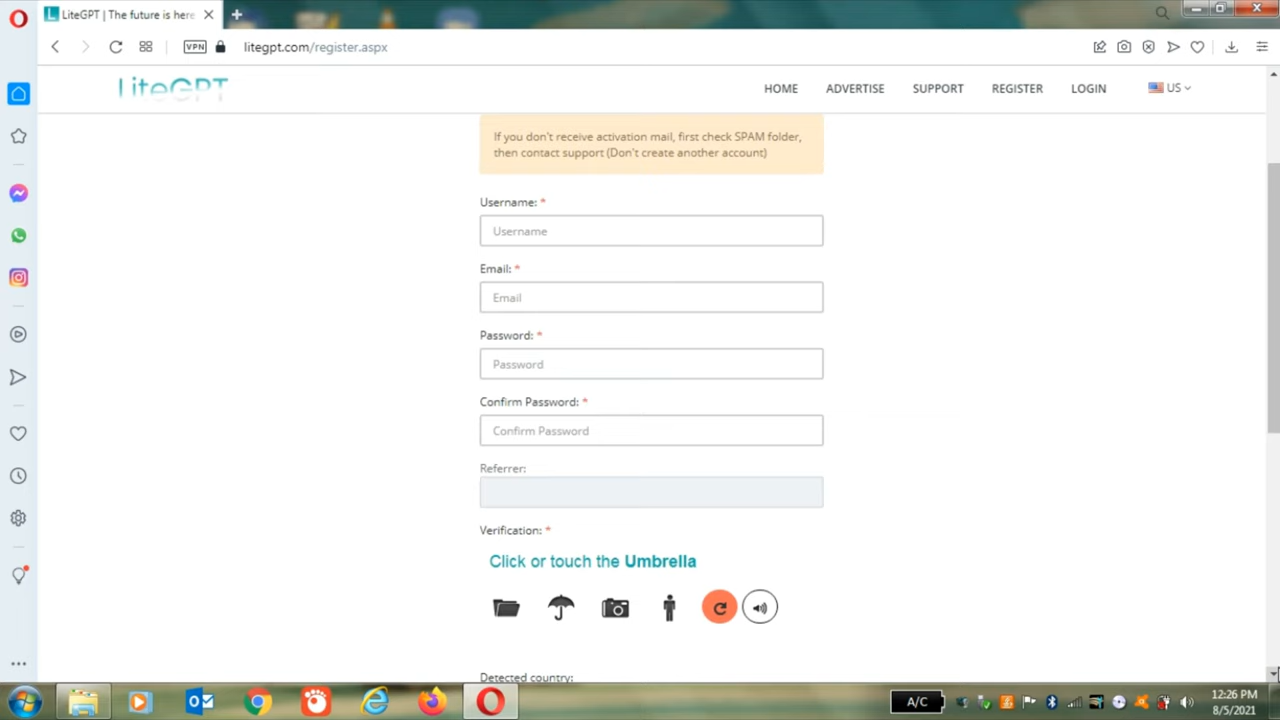 LiteGPT | The future is here
VPN
litegpt.com/register.aspx
LiteGPT
HOME
ADVERTISE
SUPPORT
REGISTER
LOGIN
US
If you don't receive activation mail, first check SPAM folder,
then contact support (Don't create another account)
Username: *
Username
Email: *
Email
Password: *
Password
Confirm Password: *
Confirm Password
Referrer:
Verification: *
Click or touch the Umbrella
Detected country:
A/C
12:26 PM
8/5/2021